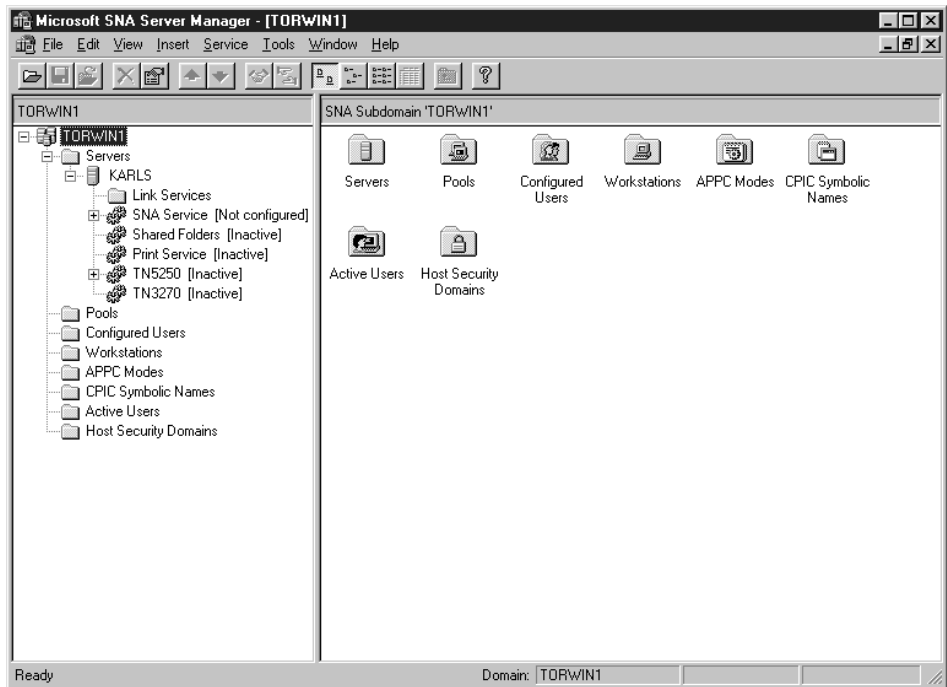 Microsoft SNA Server Manager - [TORWIN1]
File Edit View Insert Service Tools Window Help
TORWIN1
SNA Subdomain 'TORWIN1'
TORWIN1
Servers
KARLS
Link Services
SNA Service [Not configured]
Shared Folders [Inactive]
Print Service [Inactive]
TN5250 [Inactive]
TN3270 [Inactive]
Pools
Configured Users
Workstations
APPC Modes
CPIC Symbolic Names
Active Users
Host Security Domains
Servers
Pools
Configured
Users
Workstations
APPC Modes
CPIC Symbolic
Names
Active Users
Host Security
Domains
Ready
Domain: TORWIN1